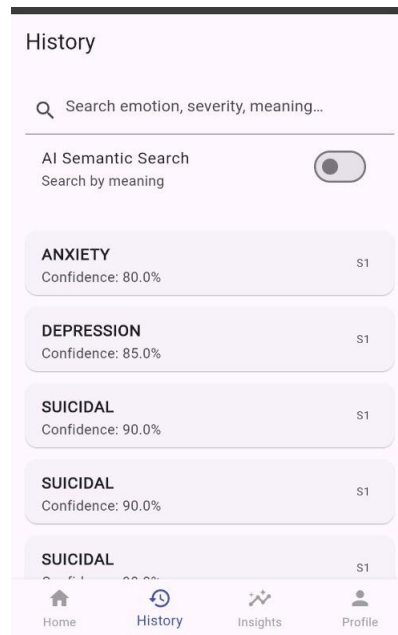 History
Search emotion, severity, meaning...
AI Semantic Search
Search by meaning
ANXIETY
Confidence: 80.0%
S1
DEPRESSION
Confidence: 85.0%
S1
SUICIDAL
Confidence: 90.0%
S1
SUICIDAL
Confidence: 90.0%
S1
SUICIDAL
S1
Home
History
Insights
Profile